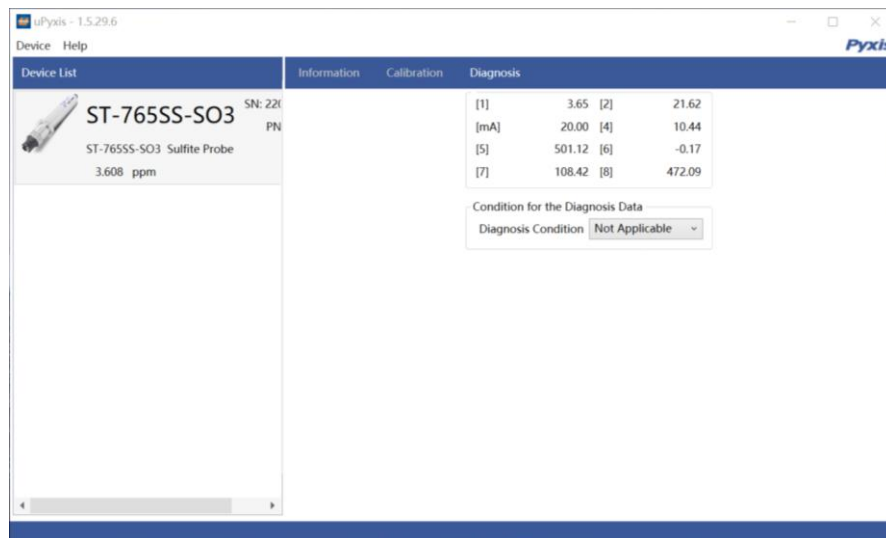 uPyxis - 1.5.29.6
Device Help
Pyxis
Device List
Information Calibration Diagnosis
ST-765SS-SO3
SN: 220
PN
ST-765SS-SO3 Sulfite Probe
3.608 ppm
[1] 3.65 [2] 21.62
[mA] 20.00 [4] 10.44
[5] 501.12 [6] -0.17
[7] 108.42 [8] 472.09
Condition for the Diagnosis Data
Diagnosis Condition Not Applicable